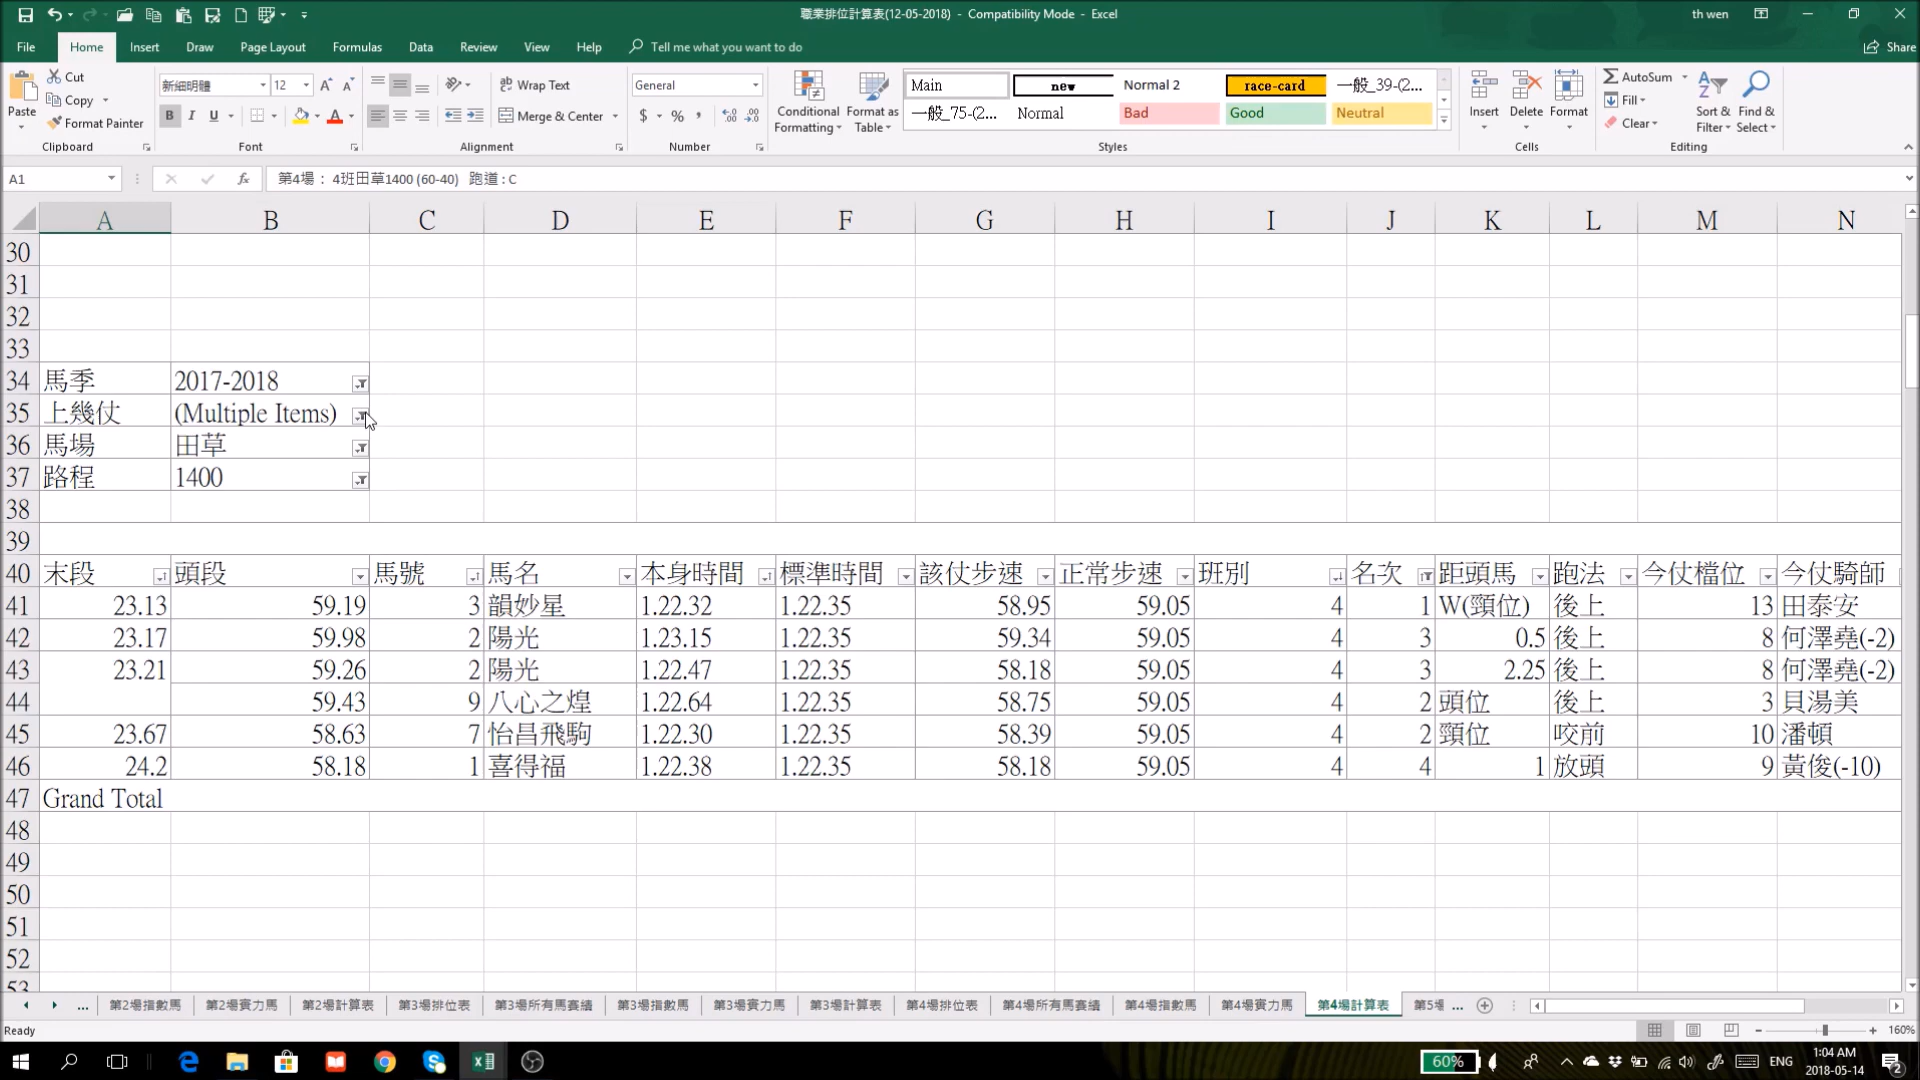 職業排位計算表(12-05-2018) - Compatibility Mode - Excel
th wen
File Home Insert Draw Page Layout Formulas Data Review View Help Tell me what you want to do Share
Paste
Cut
Copy
Format Painter
Clipboard
新細明體 12
B I U A
Font
Wrap Text
Merge & Center
Alignment
General
$ % ,
Number
Conditional Formatting
Format as Table
Main new Normal 2 race-card 一般_39-(2...
一般_75-(2... Normal Bad Good Neutral
Styles
Insert Delete Format
Cells
AutoSum
Fill
Clear
Sort & Filter
Find & Select
Editing
A1 fx 第4場： 4班田草1400 (60-40) 跑道:C
A B C D E F G H I J K L M N
30
31
32
33
34 馬季 2017-2018
35 上幾仗 (Multiple Items)
36 馬場 田草
37 路程 1400
38
39
40 末段 頭段 馬號 馬名 本身時間 標準時間 該仗步速 正常步速 班別 名次 距頭馬 跑法 今仗檔位 今仗騎師
41 23.13 59.19 3 韻妙星 1.22.32 1.22.35 58.95 59.05 4 1 W(頸位) 後上 13 田泰安
42 23.17 59.98 2 陽光 1.23.15 1.22.35 59.34 59.05 4 3 0.5 後上 8 何澤堯(-2)
43 23.21 59.26 2 陽光 1.22.47 1.22.35 58.18 59.05 4 3 2.25 後上 8 何澤堯(-2)
44 59.43 9 八心之煌 1.22.64 1.22.35 58.75 59.05 4 2 頭位 後上 3 貝湯美
45 23.67 58.63 7 怡昌飛駒 1.22.30 1.22.35 58.39 59.05 4 2 頸位 咬前 10 潘頓
46 24.2 58.18 1 喜得福 1.22.38 1.22.35 58.18 59.05 4 4 1 放頭 9 黃俊(-10)
47 Grand Total
48
49
50
51
52
53
... 第2場指數馬 第2場實力馬 第2場計算表 第3場排位表 第3場所有馬賽績 第3場指數馬 第3場實力馬 第3場計算表 第4場排位表 第4場所有馬賽績 第4場指數馬 第4場實力馬 第4場計算表 第5場 ...
Ready
160%
60% ENG 1:04 AM
2018-05-14
2